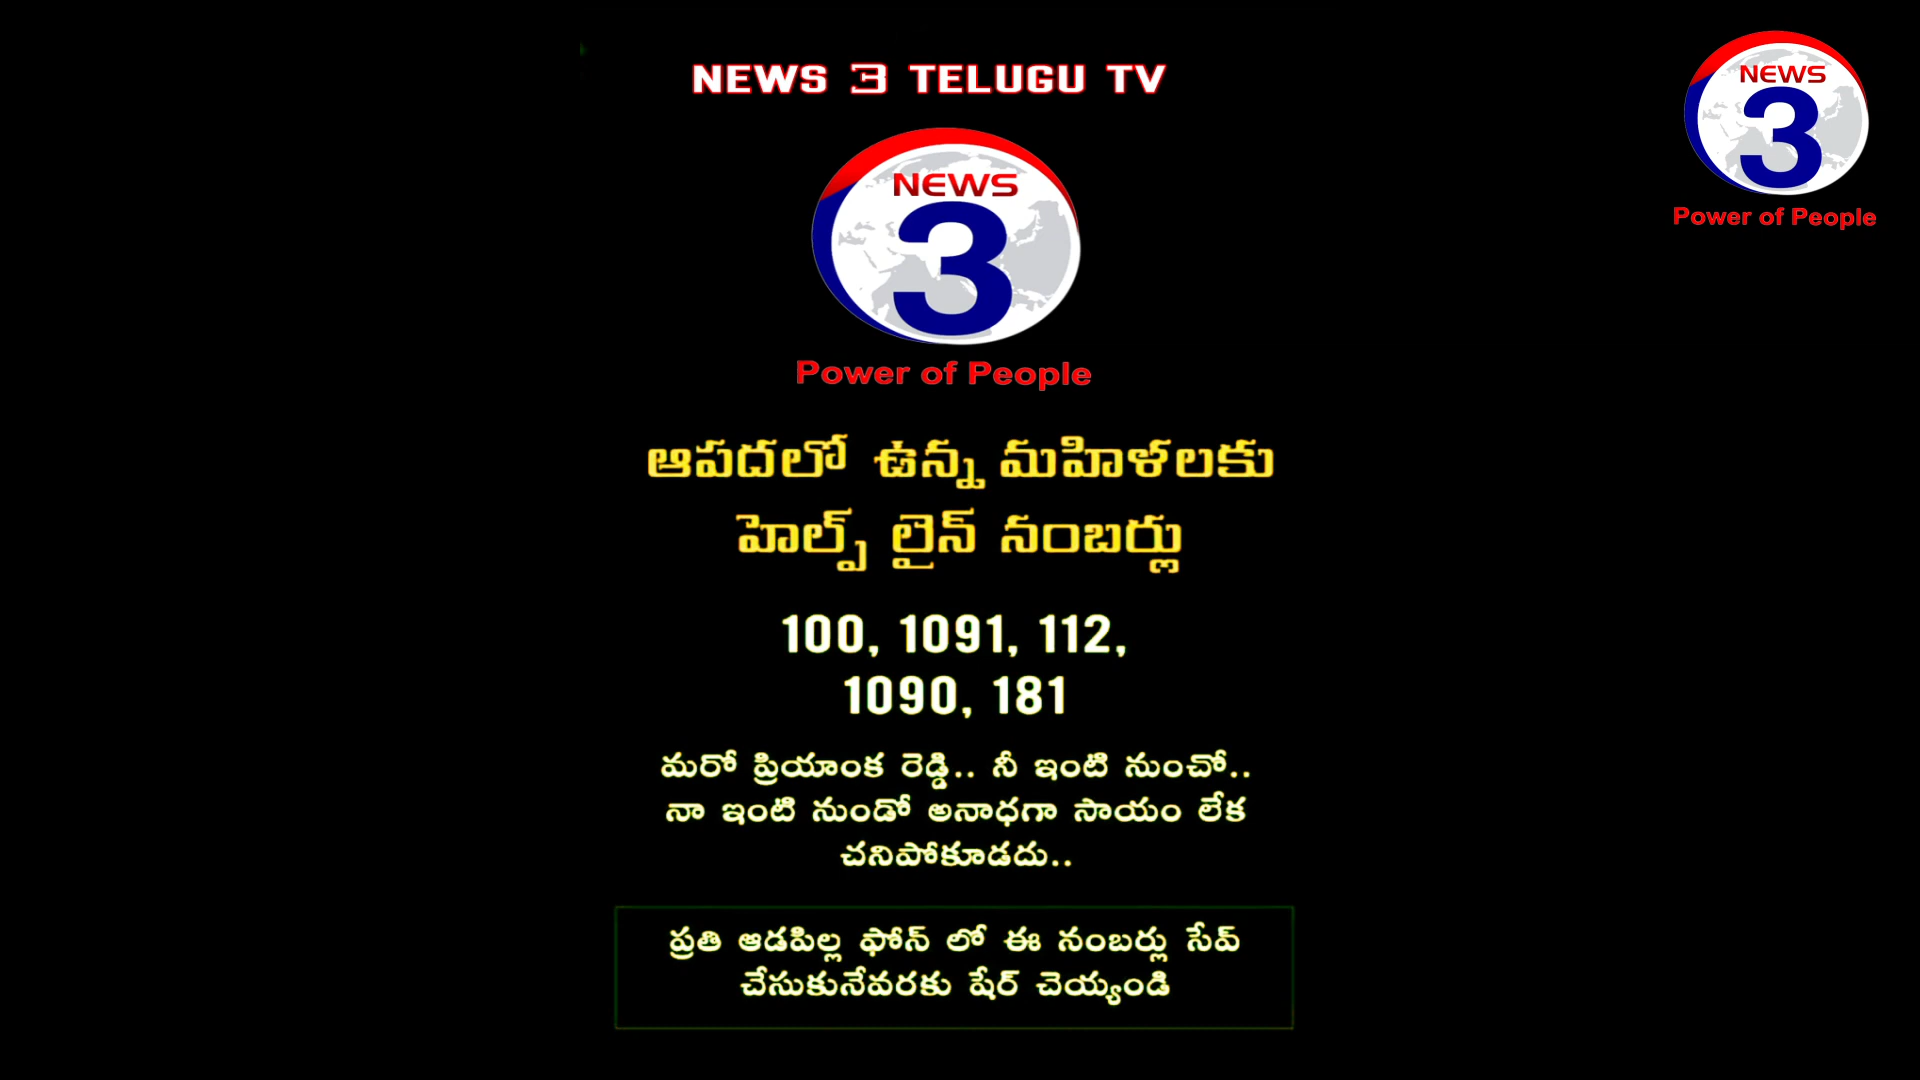 NEWS 3 TELUGU TV
NEWS
3
Power of People
NEWS
3
Power of People
ఆపదలో ఉన్న మహిళలకు
హెల్ప్ లైన్ నంబర్లు
100, 1091, 112,
1090, 181
మరో ప్రియాంక రెడ్డి.. నీ ఇంటి నుంచో..
నా ఇంటి నుండో అనాధగా సాయం లేక
చనిపోకూడదు..
ప్రతి ఆడపిల్ల ఫోన్ లో ఈ నంబర్లు సేవ్
చేసుకునేవరకు షేర్ చెయ్యండి